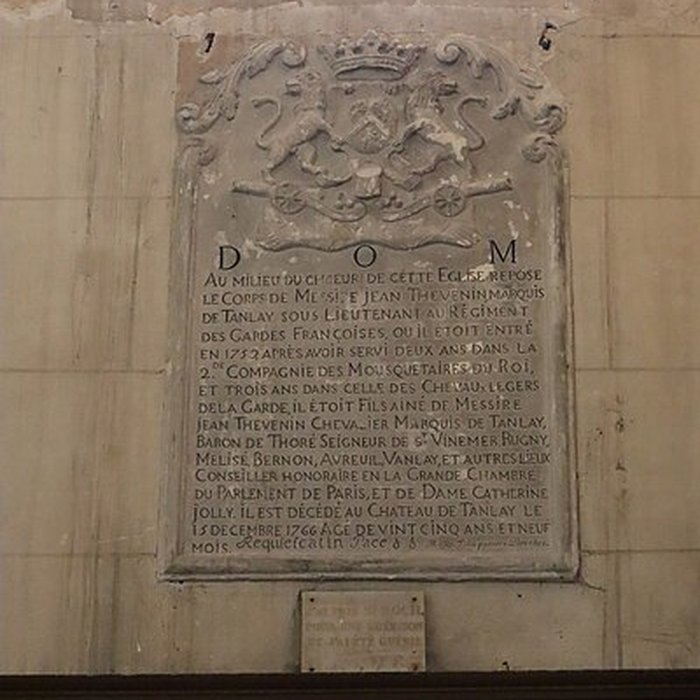 D O M
AU MILIEU DU CHOEUR DE CETTE EGLISE REPOSE
LE CORPS DE MESSIRE JEAN THEVENIN MARQUIS
DE TANLAY SOUS LIEUTENANT AU RÉGIMENT
DES GARDES FRANÇOISES, OU IL ETOIT ENTRÉ
EN 1752 APRÈS AVOIR SERVI DEUX ANS DANS LA
2.DE COMPAGNIE DES MOUSQUETAIRES DU ROI,
ET TROIS ANS DANS CELLE DES CHEVAUX LEGERS
DE LA GARDE, IL ÉTOIT FILS AINÉ DE MESSIRE
JEAN THEVENIN CHEVALIER MARQUIS DE TANLAY,
BARON DE THORÉ SEIGNEUR DE ST VINEMER RUGNY,
MELISÉ, BERNON, AVREUIL, VANLAY, ET AUTRES LIEUX
CONSEILLER HONORAIRE EN LA GRANDE CHAMBRE
DU PARLEMENT DE PARIS, ET DE DAME CATHERINE
JOLLY. IL EST DÉCÉDÉ AU CHATEAU DE TANLAY LE
15 DECEMBRE 1766 AGE DE VINT CINQ ANS ET NEUF
MOIS. Requiescat in Pace